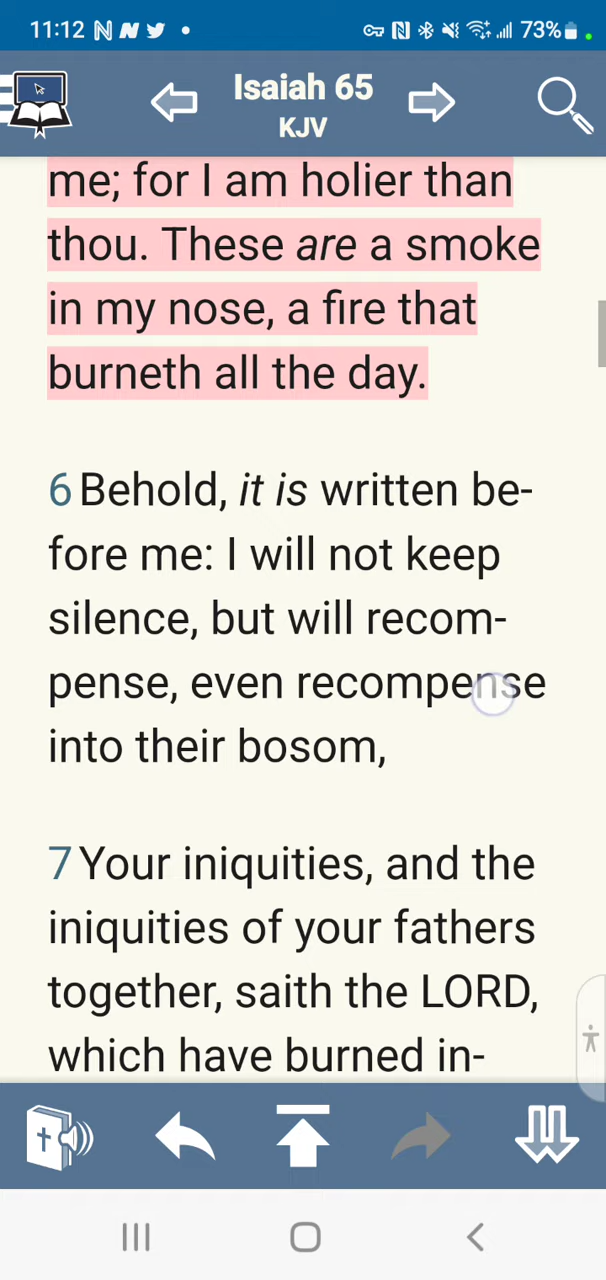 11:12
73%
Isaiah 65
KJV
me; for I am holier than
thou. These are a smoke
in my nose, a fire that
burneth all the day.
6 Behold, it is written be-
fore me: I will not keep
silence, but will recom-
pense, even recompense
into their bosom,
7 Your iniquities, and the
iniquities of your fathers
together, saith the LORD,
which have burned in-